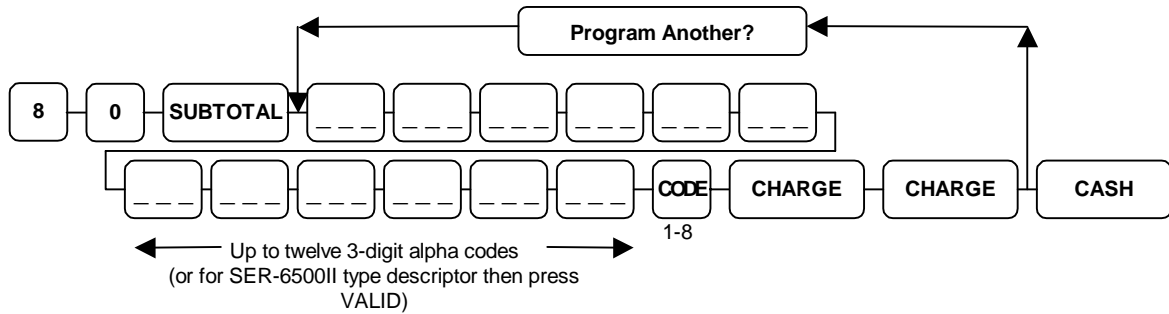 Program Another?
8 0 SUBTOTAL _ _ _ _ _ _ _ _ _ _ _ _ _ _ _ _ _ _
_ _ _ _ _ _ _ _ _ _ _ _ _ _ _ _ _ _ CODE CHARGE CHARGE CASH
1-8
Up to twelve 3-digit alpha codes
(or for SER-6500II type descriptor then press
VALID)